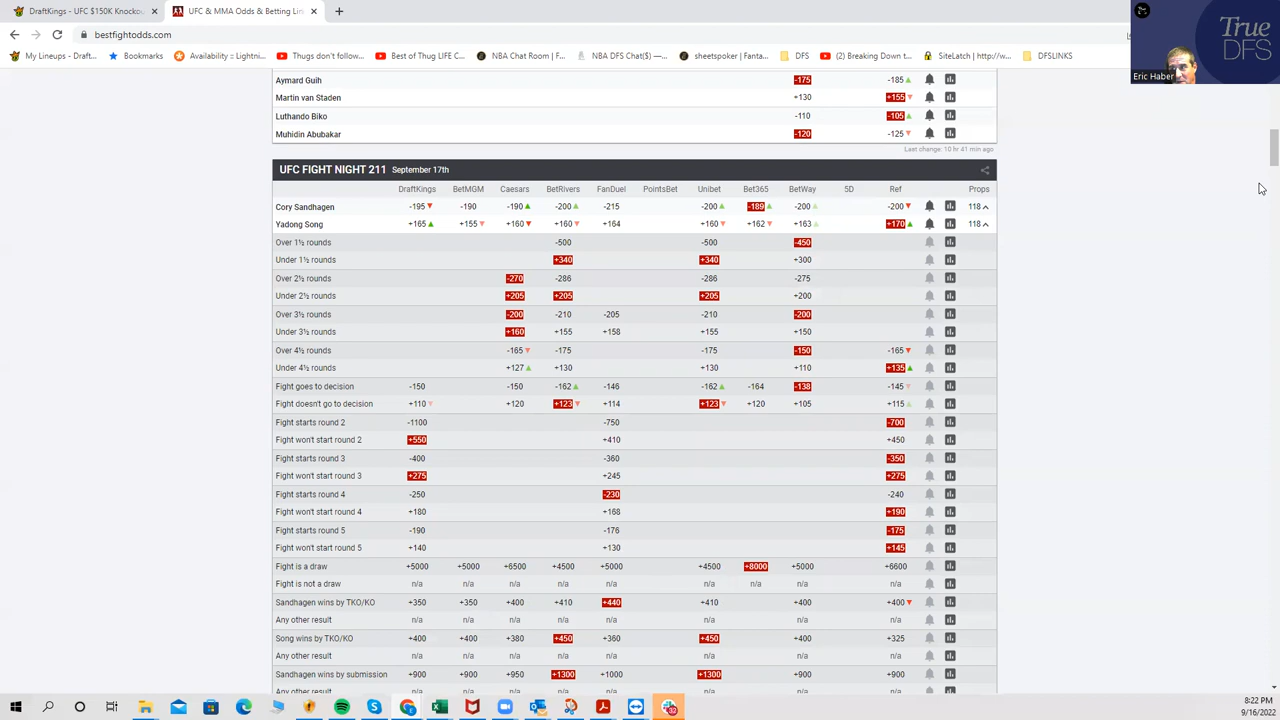 DraftKings - UFC $150K Knockou × UFC & MMA Odds & Betting Lin × +
bestfightodds.com
My Lineups - Draft... Bookmarks Availability :: Lightni... Thugs don't follow... Best of Thug LIFE C... NBA Chat Room | F... NBA DFS Chat($) —... sheetspoker | Fanta... DFS (2) Breaking Down t... SiteLatch | http://w... DFSLINKS
True
DFS
Eric Haber
Aymard Guih -175 -185
Martin van Staden +130 +155
Luthando Biko -110 -105
Muhidin Abubakar -120 -125
Last change: 10 hr 41 min ago
UFC FIGHT NIGHT 211 September 17th
DraftKings BetMGM Caesars BetRivers FanDuel PointsBet Unibet Bet365 BetWay 5D Ref Props
Cory Sandhagen -195 -190 -190 -200 -215 -200 -189 -200 -200 118
Yadong Song +165 +155 +160 +160 +164 +160 +162 +163 +170 118
Over 1½ rounds -500 -500 -450
Under 1½ rounds +340 +340 +300
Over 2½ rounds -270 -286 -286 -275
Under 2½ rounds +205 +205 +205 +200
Over 3½ rounds -200 -210 -205 -210 -200
Under 3½ rounds +160 +155 +158 +155 +150
Over 4½ rounds -165 -175 -175 -150 -165
Under 4½ rounds +127 +130 +130 +110 +135
Fight goes to decision -150 -150 -162 -146 -162 -164 -138 -145
Fight doesn't go to decision +110 +120 +123 +114 +123 +120 +105 +115
Fight starts round 2 -1100 -750 -700
Fight won't start round 2 +550 +410 +450
Fight starts round 3 -400 -360 -350
Fight won't start round 3 +275 +245 +275
Fight starts round 4 -250 -230 -240
Fight won't start round 4 +180 +168 +190
Fight starts round 5 -190 -176 -175
Fight won't start round 5 +140 +130 +145
Fight is a draw +5000 +5000 +6500 +4500 +5000 +4500 +8000 +5000 +6600
Fight is not a draw n/a n/a n/a n/a n/a n/a n/a n/a n/a
Sandhagen wins by TKO/KO +350 +350 +400 +410 +440 +410 +400 +400
Any other result n/a n/a n/a n/a n/a n/a n/a n/a
Song wins by TKO/KO +400 +400 +380 +450 +360 +450 +400 +325
Any other result n/a n/a n/a n/a n/a n/a n/a n/a
Sandhagen wins by submission +900 +900 +950 +1300 +1000 +1300 +900 +900
Any other result n/a n/a n/a n/a n/a n/a n/a n/a
8:22 PM
9/16/2022